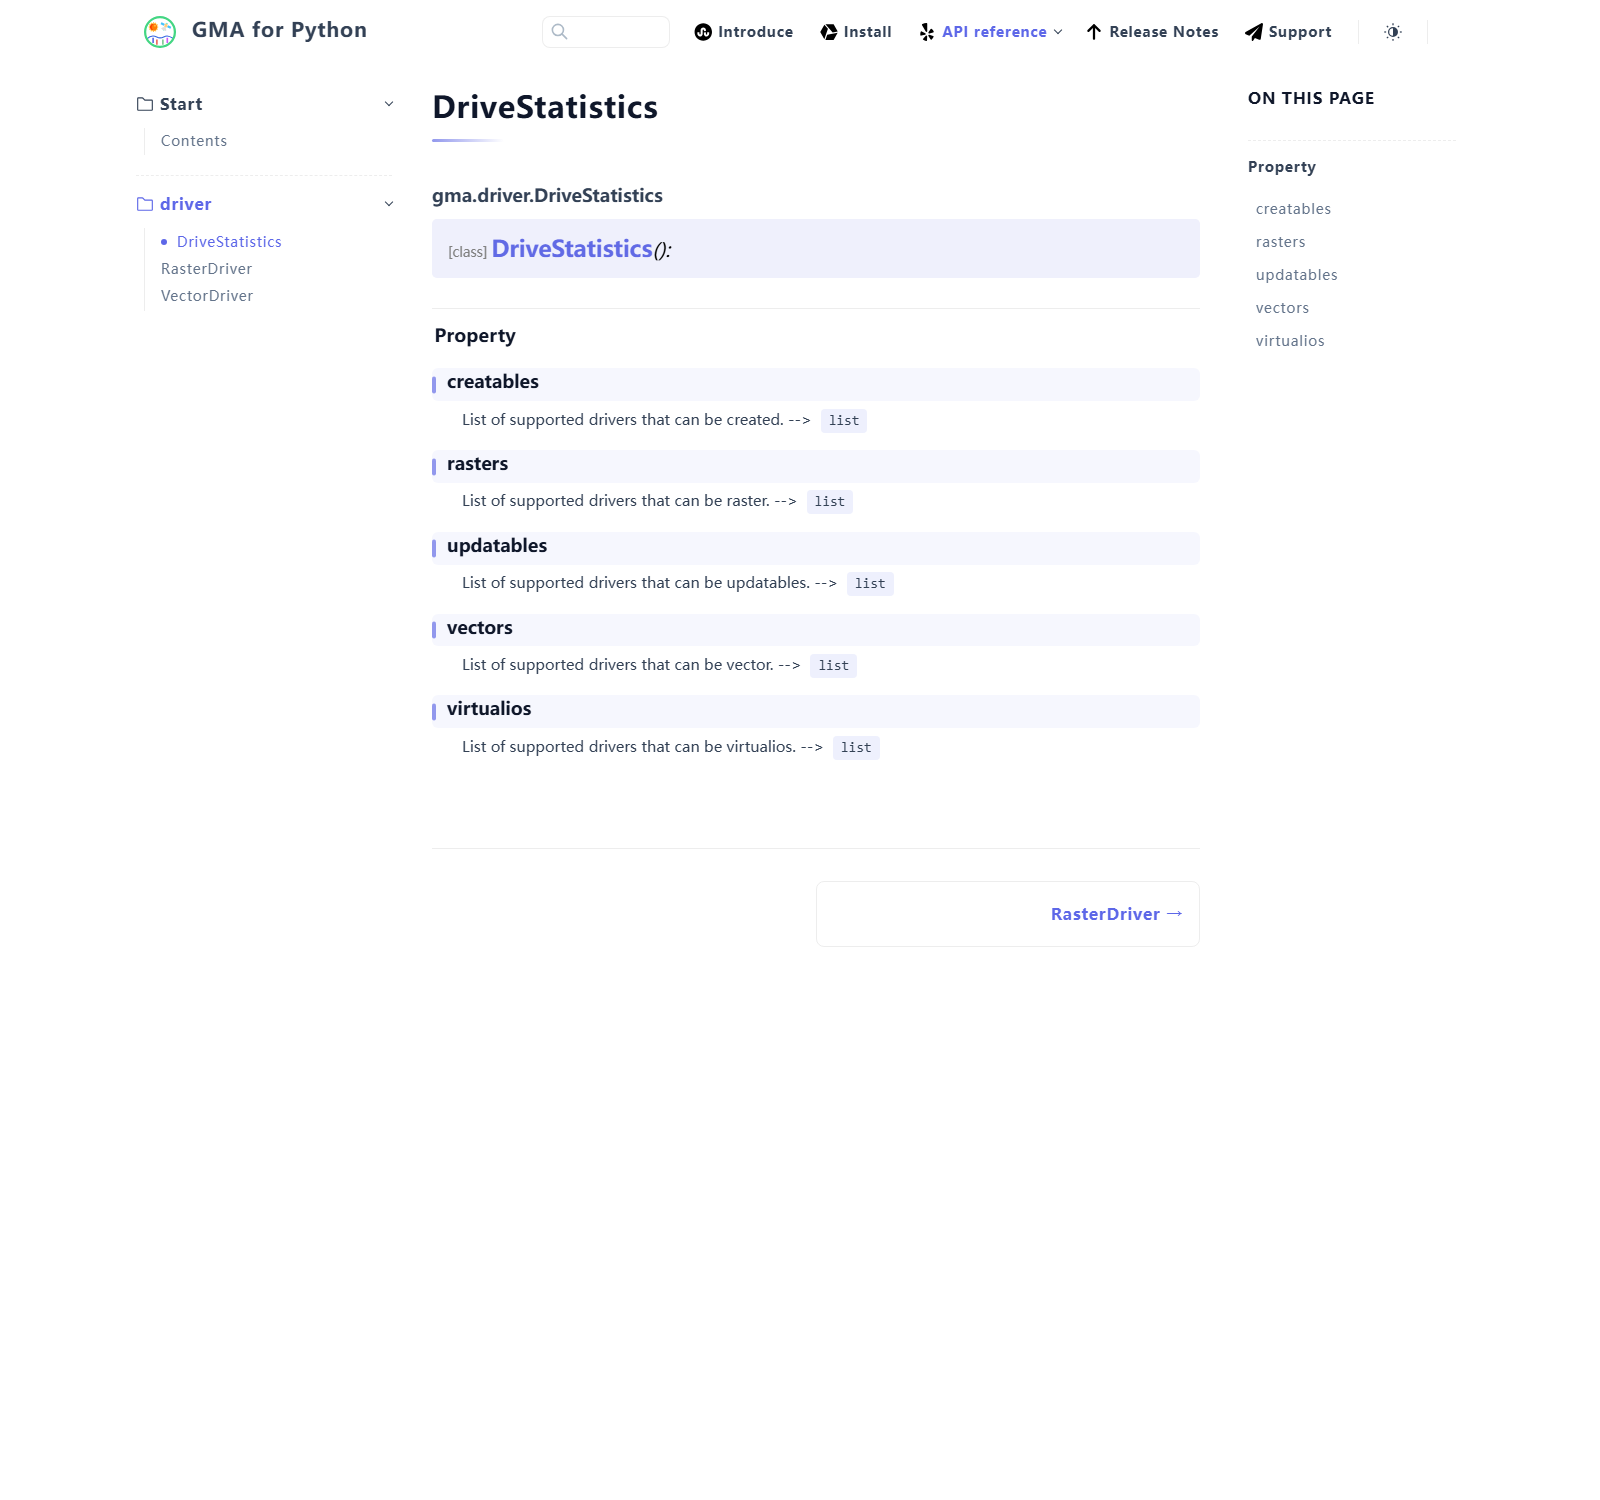 GMA for Python
Introduce
Install
API reference
Release Notes
Support
Start
Contents
driver
DriveStatistics
RasterDriver
VectorDriver
DriveStatistics
gma.driver.DriveStatistics
[class] DriveStatistics():
Property
creatables
List of supported drivers that can be created. --> list
rasters
List of supported drivers that can be raster. --> list
updatables
List of supported drivers that can be updatables. --> list
vectors
List of supported drivers that can be vector. --> list
virtualios
List of supported drivers that can be virtualios. --> list
RasterDriver →
ON THIS PAGE
Property
creatables
rasters
updatables
vectors
virtualios